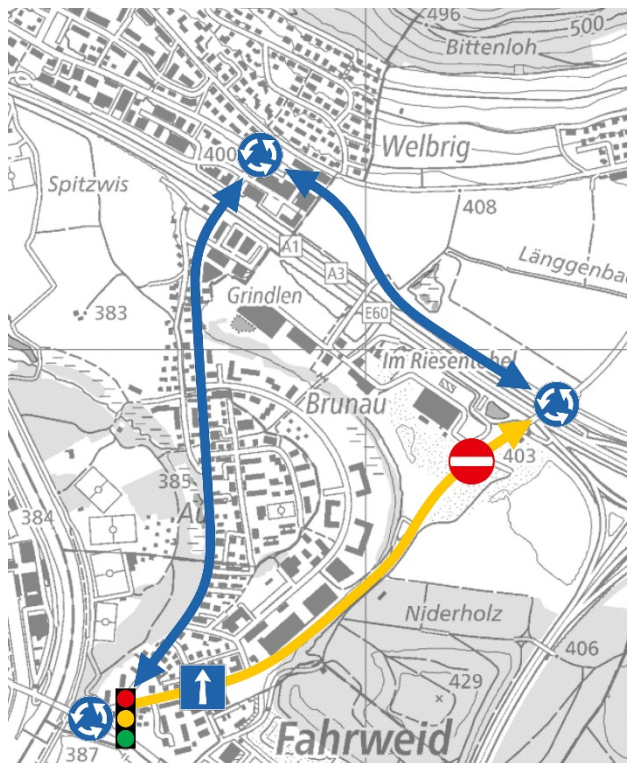 496
500
Bittenloh
400
Welbrig
Spitzwis
408
A1
A3
Länggenba
383
Grindlen
E60
Im Riesentobel
Brunau
403
385
Au
384
Niderholz
406
429
387
Fahrweid